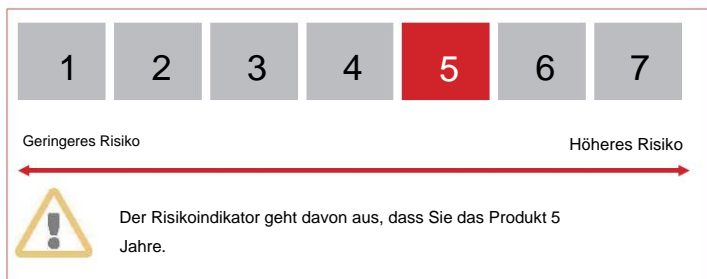 1 2 3 4 5 6 7
Geringeres Risiko Höheres Risiko
Der Risikoindikator geht davon aus, dass Sie das Produkt 5
Jahre.